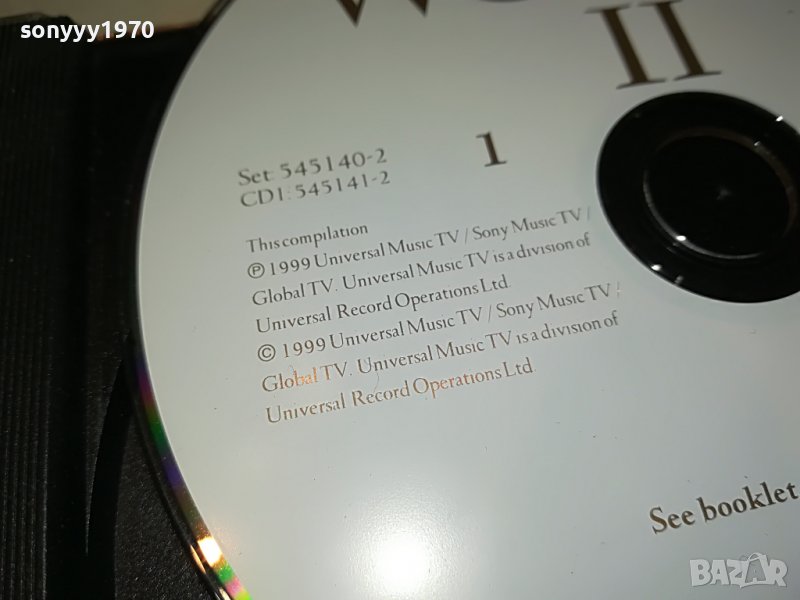 sonyyy1970
II
1
Set: 545140-2
CD1: 545141-2
This compilation
℗ 1999 Universal Music TV / Sony Music TV /
Global TV. Universal Music TV is a division of
Universal Record Operations Ltd.
© 1999 Universal Music TV / Sony Music TV /
Global TV. Universal Music TV is a division of
Universal Record Operations Ltd.
See booklet
BAZAR